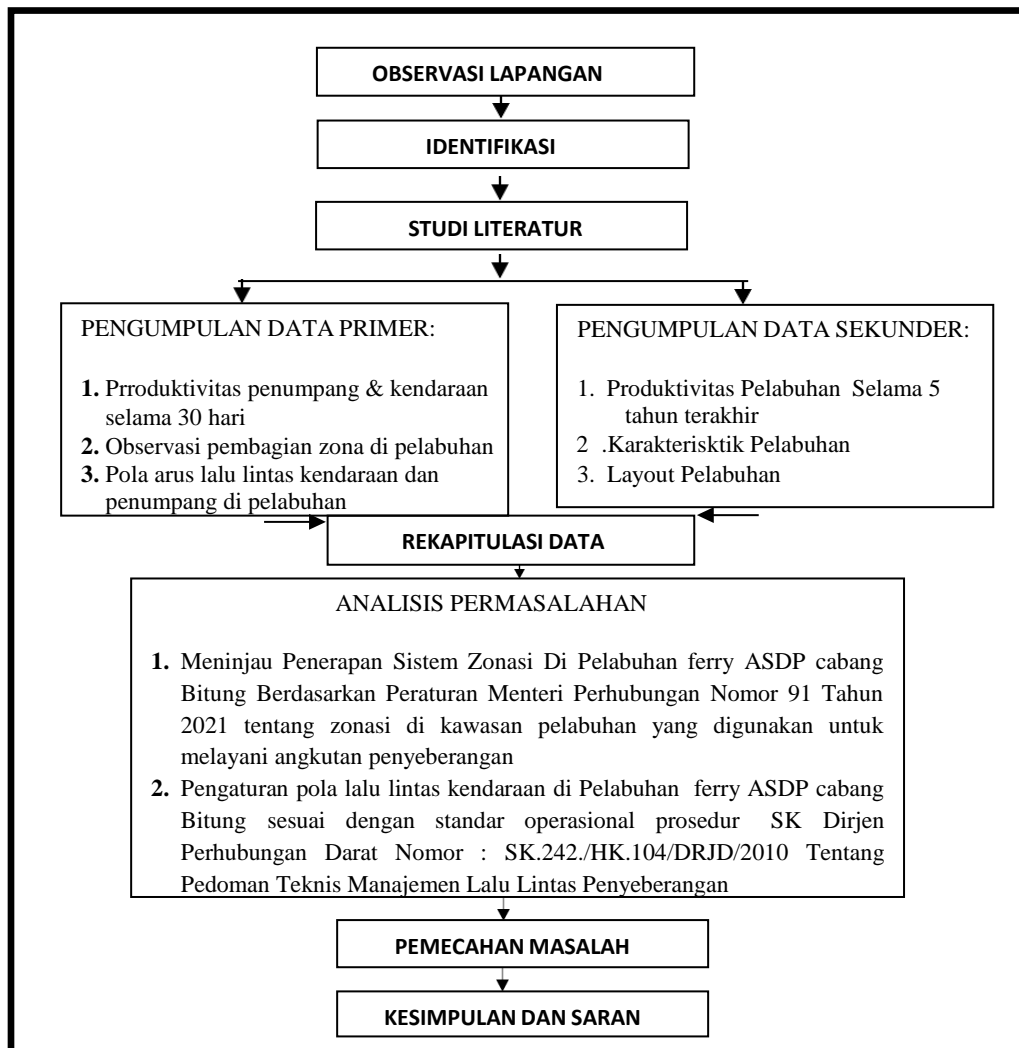 OBSERVASI LAPANGAN
IDENTIFIKASI
STUDI LITERATUR
PENGUMPULAN DATA PRIMER:
1. Prroduktivitas penumpang & kendaraan
selama 30 hari
2. Observasi pembagian zona di pelabuhan
3. Pola arus lalu lintas kendaraan dan
penumpang di pelabuhan
PENGUMPULAN DATA SEKUNDER:
1. Produktivitas Pelabuhan Selama 5
tahun terakhir
2 .Karakterisktik Pelabuhan
3. Layout Pelabuhan
REKAPITULASI DATA
ANALISIS PERMASALAHAN
1. Meninjau Penerapan Sistem Zonasi Di Pelabuhan ferry ASDP cabang
Bitung Berdasarkan Peraturan Menteri Perhubungan Nomor 91 Tahun
2021 tentang zonasi di kawasan pelabuhan yang digunakan untuk
melayani angkutan penyeberangan
2. Pengaturan pola lalu lintas kendaraan di Pelabuhan ferry ASDP cabang
Bitung sesuai dengan standar operasional prosedur SK Dirjen
Perhubungan Darat Nomor : SK.242./HK.104/DRJD/2010 Tentang
Pedoman Teknis Manajemen Lalu Lintas Penyeberangan
PEMECAHAN MASALAH
KESIMPULAN DAN SARAN